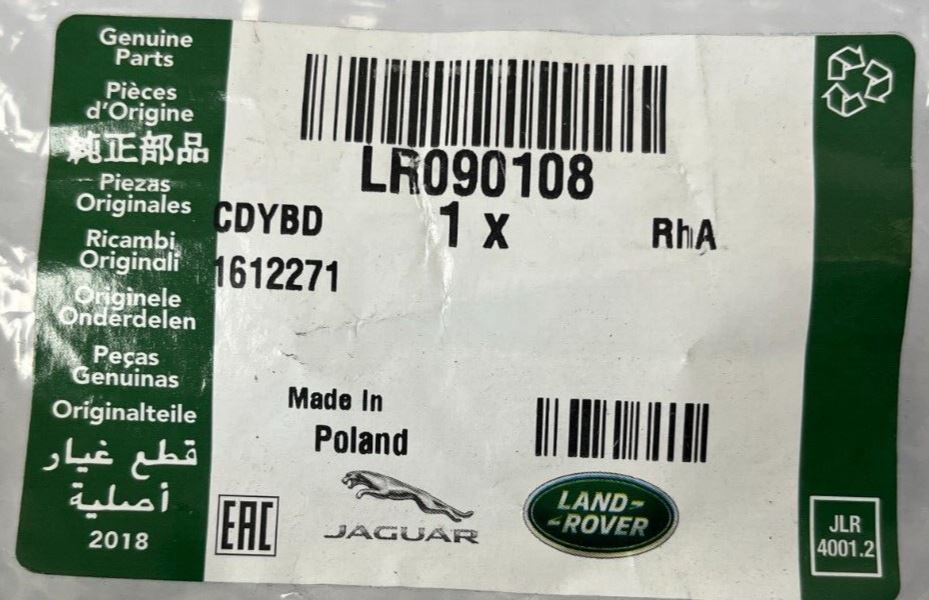 Genuine
Parts
Pièces
d'Origine
純正部品
Piezas
Originales
Ricambi
Originali
Originele
Onderdelen
Peças
Genuinas
Originalteile
قطع غيار
أصلية
2018
LR090108
CDYBD
1 x
RhA
1612271
Made In
Poland
EAC
JAGUAR
LAND-
-ROVER
JLR
4001.2